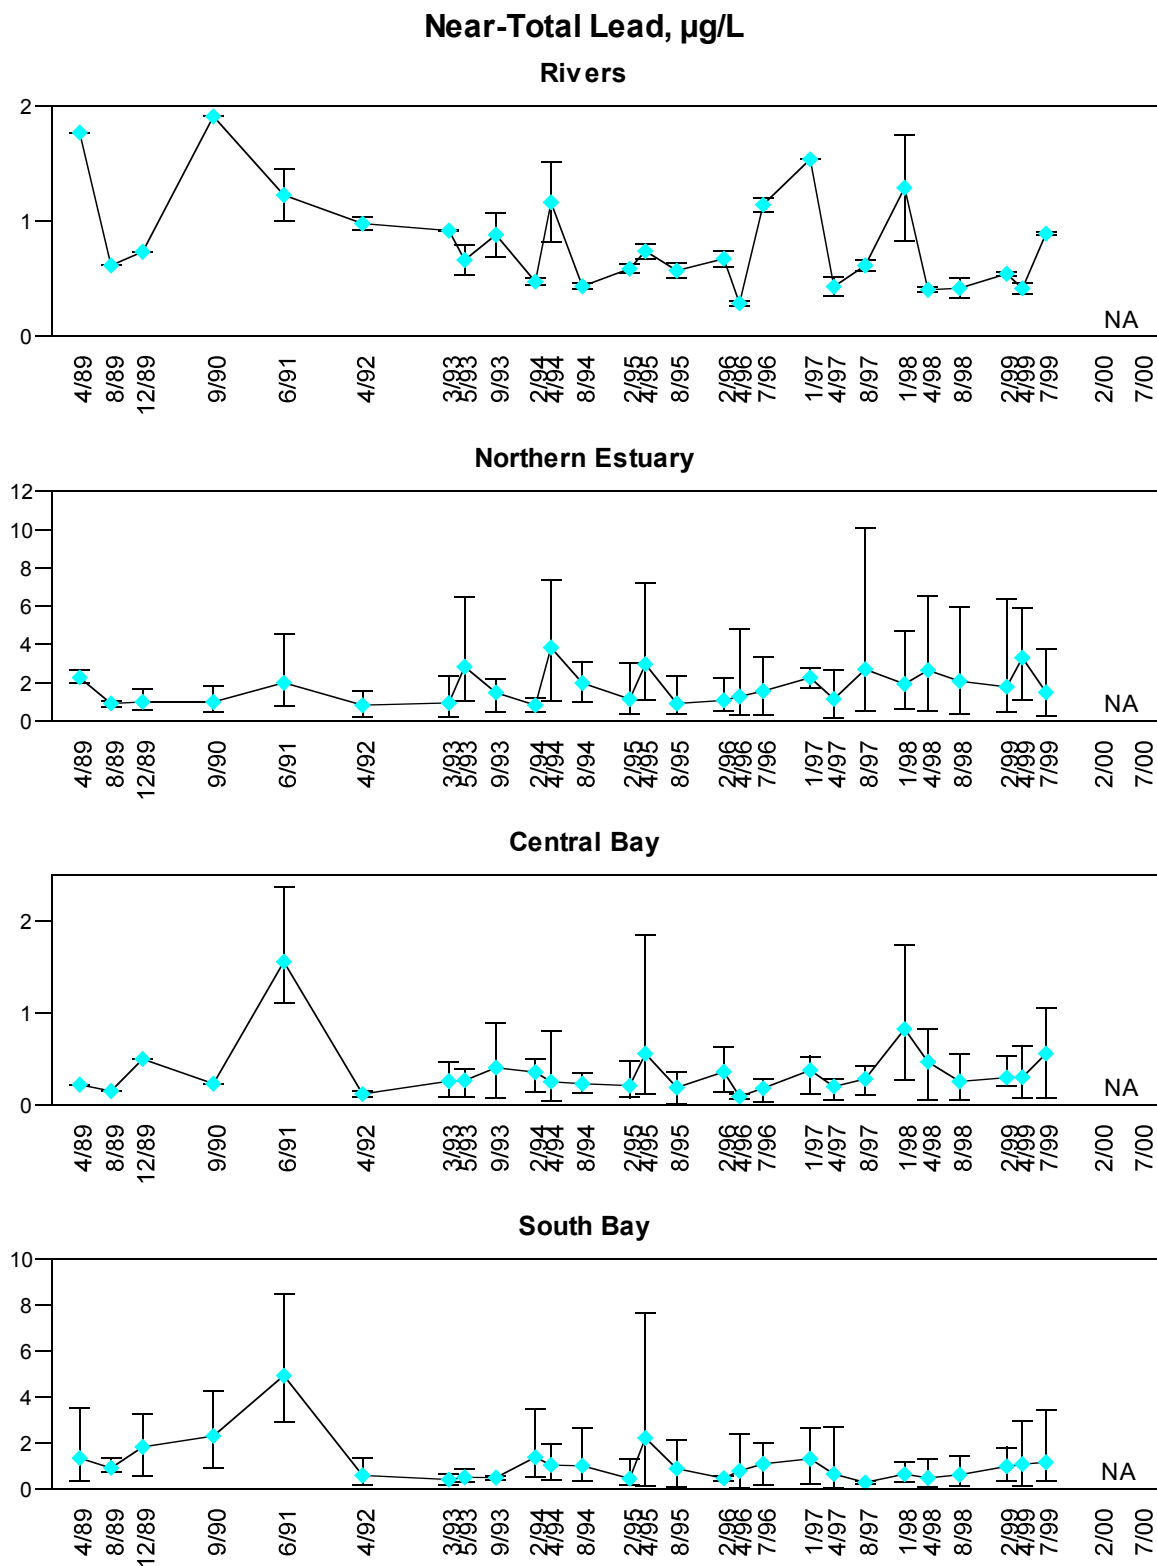 Near-Total Lead, µg/L
Rivers
2
1
0
NA
4/89 8/89 12/89 9/90 6/91 4/92 3/93 5/93 9/93 2/94 4/94 8/94 2/95 4/95 8/95 2/96 4/96 7/96 1/97 4/97 8/97 1/98 4/98 8/98 2/99 4/99 7/99 2/00 7/00
Northern Estuary
12
10
8
6
4
2
0
NA
4/89 8/89 12/89 9/90 6/91 4/92 3/93 5/93 9/93 2/94 4/94 8/94 2/95 4/95 8/95 2/96 4/96 7/96 1/97 4/97 8/97 1/98 4/98 8/98 2/99 4/99 7/99 2/00 7/00
Central Bay
2
1
0
NA
4/89 8/89 12/89 9/90 6/91 4/92 3/93 5/93 9/93 2/94 4/94 8/94 2/95 4/95 8/95 2/96 4/96 7/96 1/97 4/97 8/97 1/98 4/98 8/98 2/99 4/99 7/99 2/00 7/00
South Bay
10
8
6
4
2
0
NA
4/89 8/89 12/89 9/90 6/91 4/92 3/93 5/93 9/93 2/94 4/94 8/94 2/95 4/95 8/95 2/96 4/96 7/96 1/97 4/97 8/97 1/98 4/98 8/98 2/99 4/99 7/99 2/00 7/00